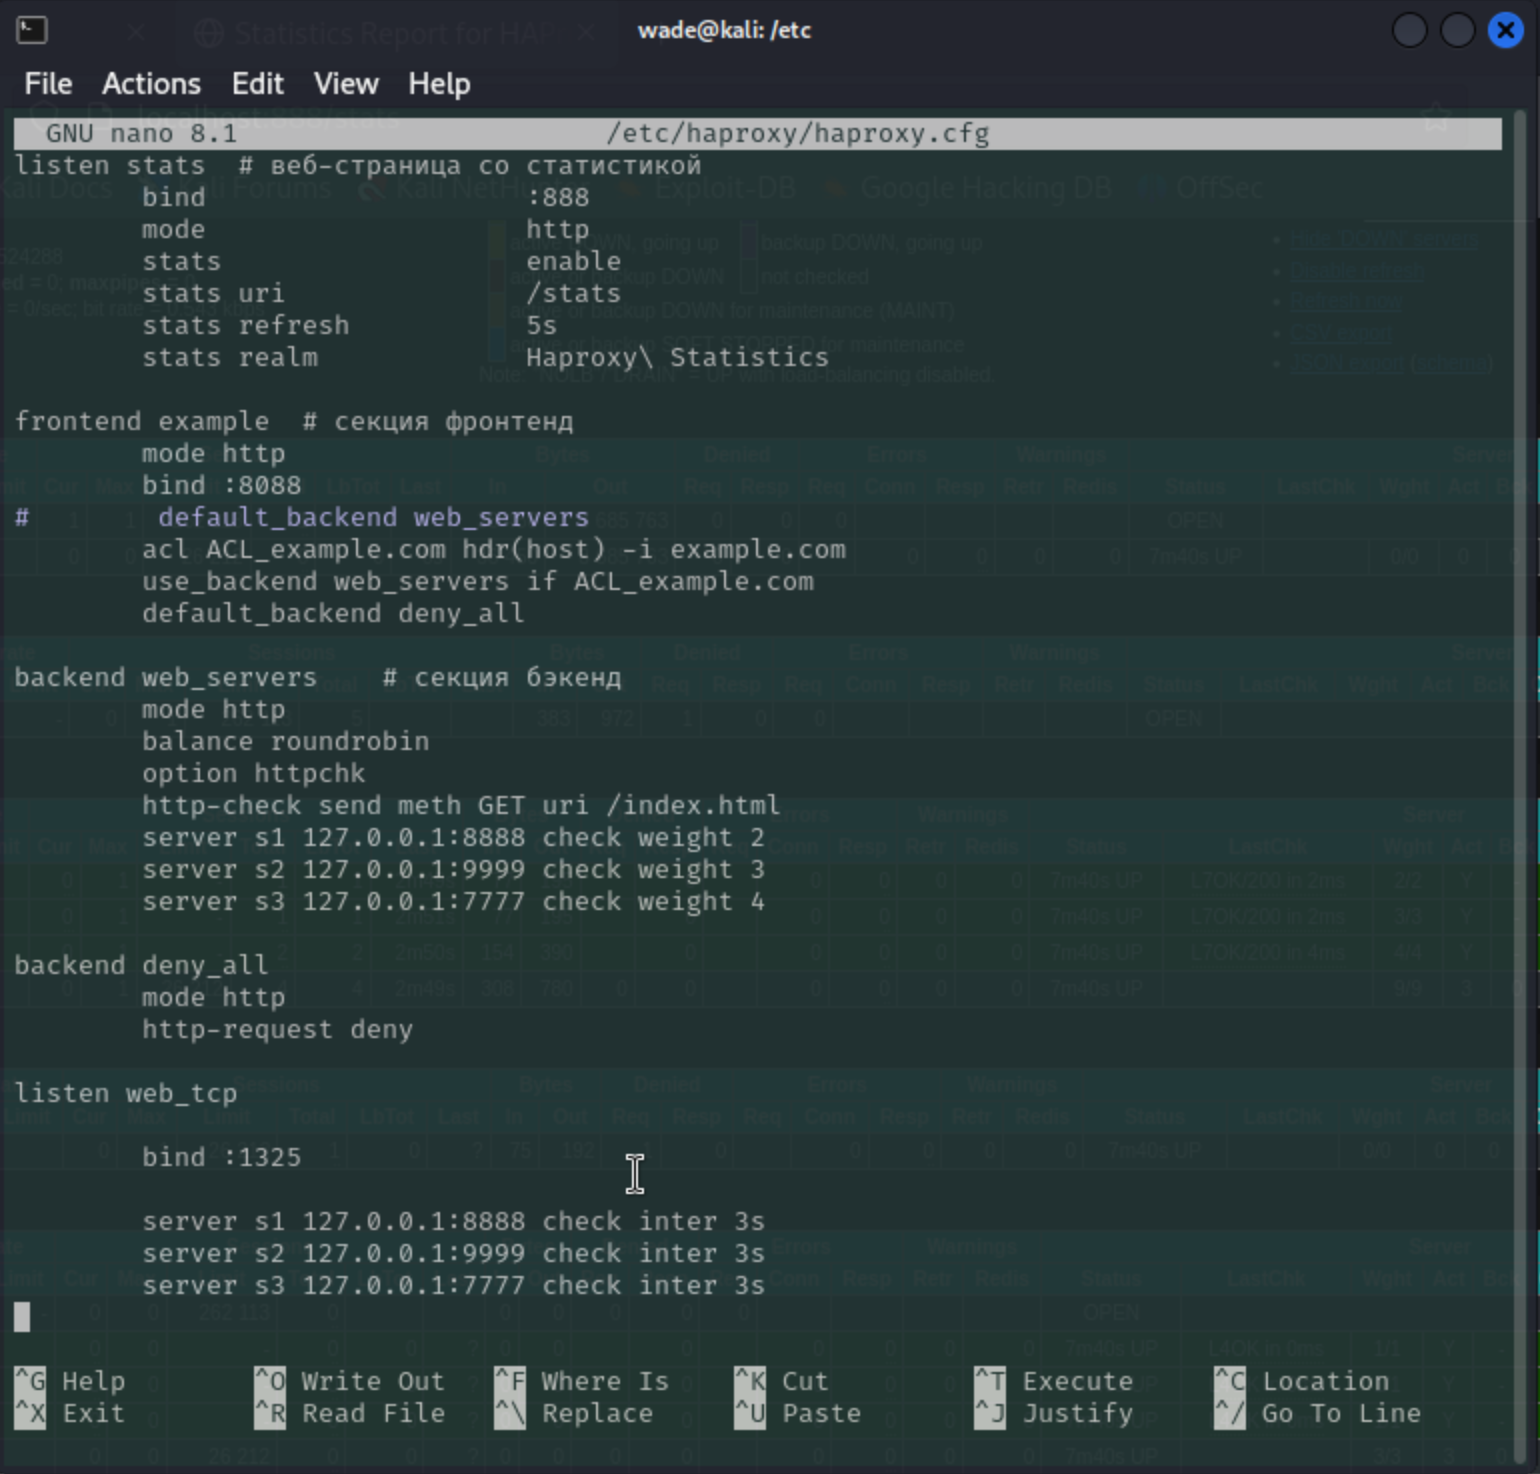 wade@kali: /etc
File Actions Edit View Help
GNU nano 8.1 /etc/haproxy/haproxy.cfg
listen stats # веб-страница со статистикой
bind :888
mode http
stats enable
stats uri /stats
stats refresh 5s
stats realm Haproxy\ Statistics
frontend example # секция фронтенд
mode http
bind :8088
# default_backend web_servers
acl ACL_example.com hdr(host) -i example.com
use_backend web_servers if ACL_example.com
default_backend deny_all
backend web_servers # секция бэкенд
mode http
balance roundrobin
option httpchk
http-check send meth GET uri /index.html
server s1 127.0.0.1:8888 check weight 2
server s2 127.0.0.1:9999 check weight 3
server s3 127.0.0.1:7777 check weight 4
backend deny_all
mode http
http-request deny
listen web_tcp
bind :1325
server s1 127.0.0.1:8888 check inter 3s
server s2 127.0.0.1:9999 check inter 3s
server s3 127.0.0.1:7777 check inter 3s
^G Help ^O Write Out ^F Where Is ^K Cut ^T Execute ^C Location
^X Exit ^R Read File ^\ Replace ^U Paste ^J Justify ^/ Go To Line